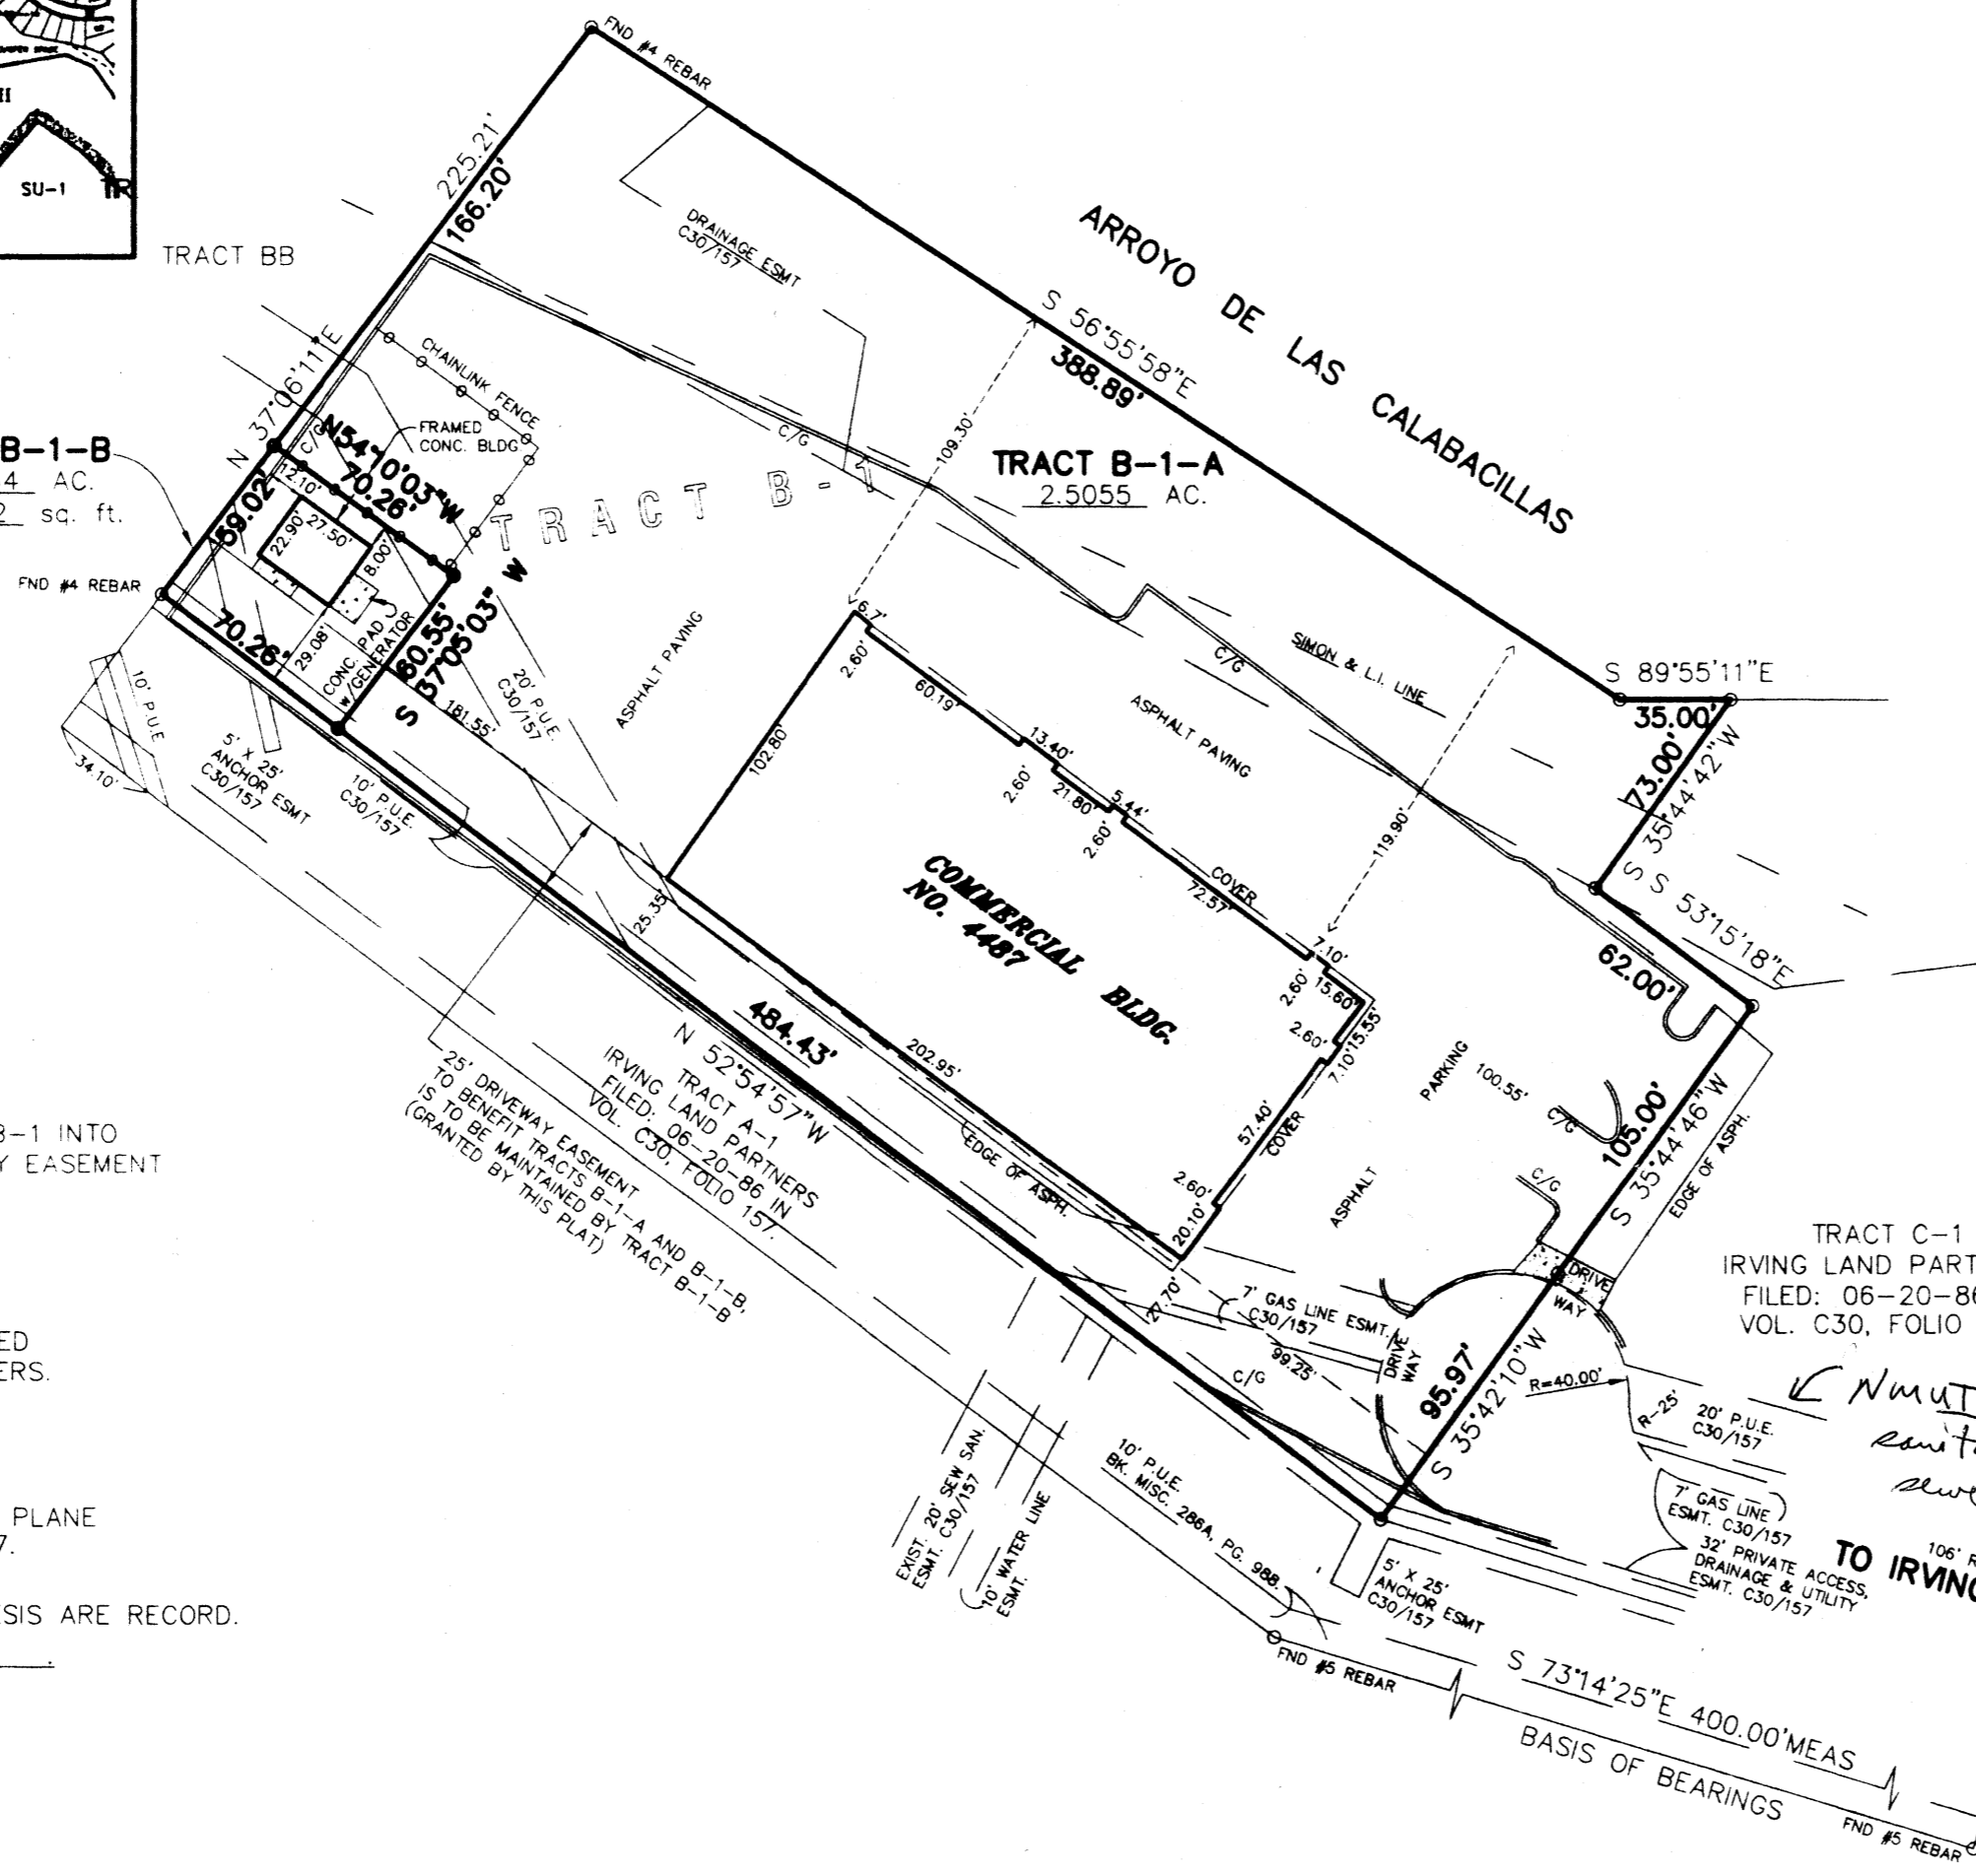 SU-1
TRACT BB
B-1-B
4 AC.
sq. ft.
FND #4 REBAR
FND #4 REBAR
225.21'
166.20'
N 37°06'11"E
59.02'
N54°10'03"W
70.26'
12.10'
22.90'
27.50'
8.00'
29.08'
70.26'
60.55'
S 37°05'03" W
CONC. PAD
W/GENERATOR
C/G
CHAINLINK FENCE
FRAMED
CONC. BLDG
DRAINAGE ESMT
C30/157
TRACT B-1
C/G
ARROYO DE LAS CALABACILLAS
S 56°55'58"E
388.89'
109.30'
TRACT B-1-A
2.5055 AC.
S 89°55'11"E
35.00'
73.00'
S 35°44'42"W
S 53°15'18"E
62.00'
105.00'
S 35°44'46"W
EDGE OF ASPH.
95.97'
S 35°42'10"W
SIMON & L.I. LINE
C/G
ASPHALT PAVING
ASPHALT PAVING
20' P.U.E.
C30/157
181.55'
10' P.U.E
34.10'
5' X 25'
ANCHOR ESMT
C30/157
10' P.U.E.
C30/157
6.7'
2.60'
60.19'
102.80'
13.40'
2.60'
21.80'
5.44'
2.60'
COVER
72.57'
119.90'
7.10'
2.60'
15.60'
15.55'
2.60'
7.10'
57.40'
COVER
2.60'
20.10'
COMMERCIAL BLDG.
NO. 4487
25.35'
202.95'
27.70'
484.43'
N 52°54'57"W
TRACT A-1
IRVING LAND PARTNERS
FILED: 06-20-86 IN
VOL. C30, FOLIO 157.
EDGE OF ASPH.
25' DRIVEWAY EASEMENT
TO BENEFIT TRACTS B-1-A AND B-1-B,
IS TO BE MAINTAINED BY TRACT B-1-B
(GRANTED BY THIS PLAT)
PARKING
100.55'
C/G
ASPHALT
C/G
DRIVE
WAY
7' GAS LINE ESMT.
C30/157
DRIVE
WAY
99.25'
C/G
R=40.00'
R-25'
20' P.U.E.
C30/157
TRACT C-1
IRVING LAND PART
FILED: 06-20-86
VOL. C30, FOLIO
7' GAS LINE
ESMT. C30/157
32' PRIVATE ACCESS,
DRAINAGE & UTILITY
ESMT. C30/157
106' R
TO IRVING
EXIST. 20' SEW SAN.
ESMT. C30/157
10' WATER LINE
ESMT.
10' P.U.E.
BK. MISC. 286A, PG. 988.
5' X 25'
ANCHOR ESMT
C30/157
FND #5 REBAR
S 73°14'25"E 400.00'MEAS
BASIS OF BEARINGS
FND #5 REBAR
B-1 INTO
Y EASEMENT
ED
ERS.
PLANE
7.
ESIS ARE RECORD.